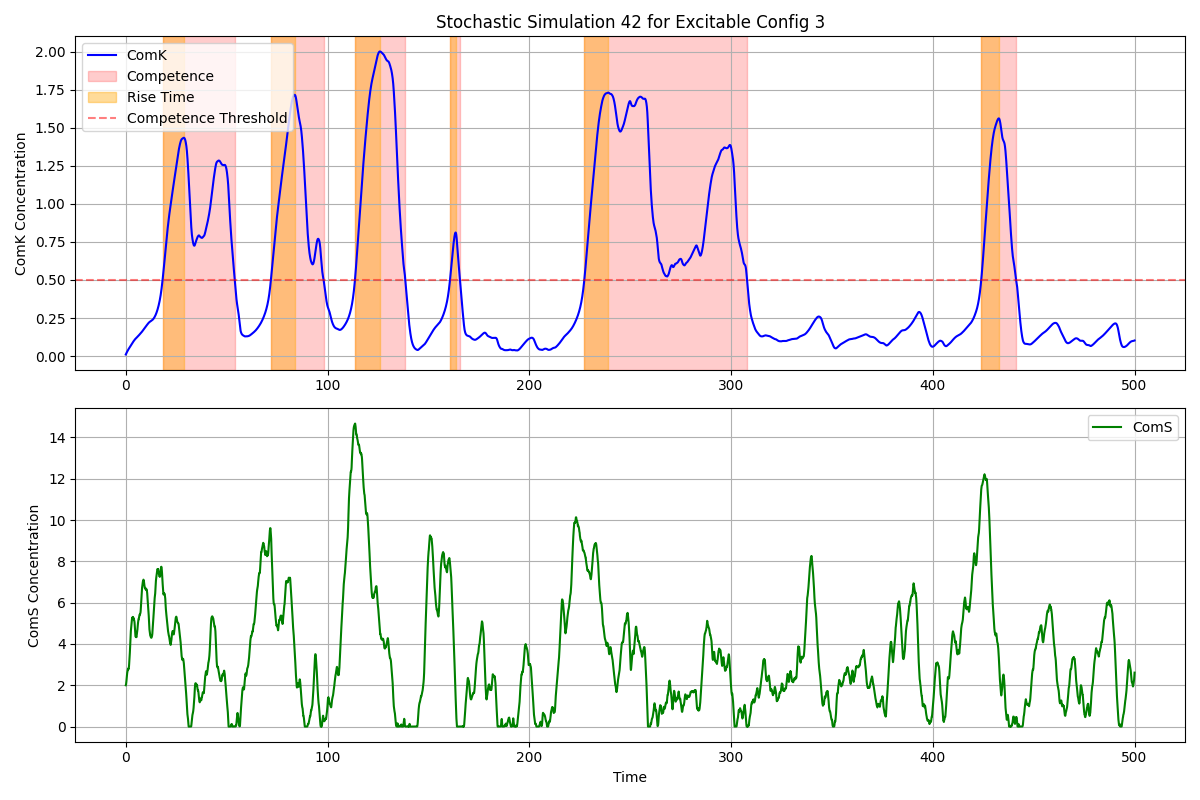 Stochastic Simulation 42 for Excitable Config 3
ComK Concentration
2.00
1.75
1.50
1.25
1.00
0.75
0.50
0.25
0.00
ComK
Competence
Rise Time
Competence Threshold
0 100 200 300 400 500
ComS Concentration
14
12
10
8
6
4
2
0
ComS
0 100 200 300 400 500
Time